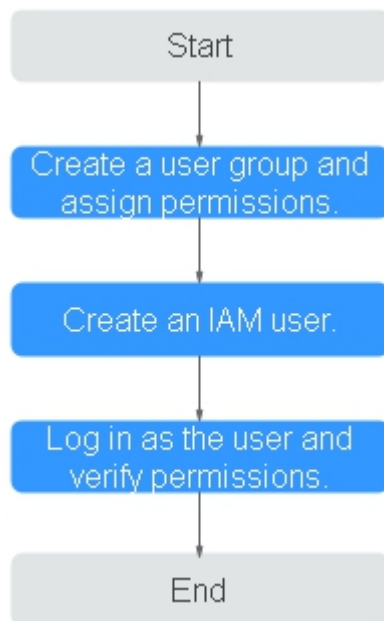 Start
Create a user group and
assign permissions.
Create an IAM user.
Log in as the user and
verify permissions.
End